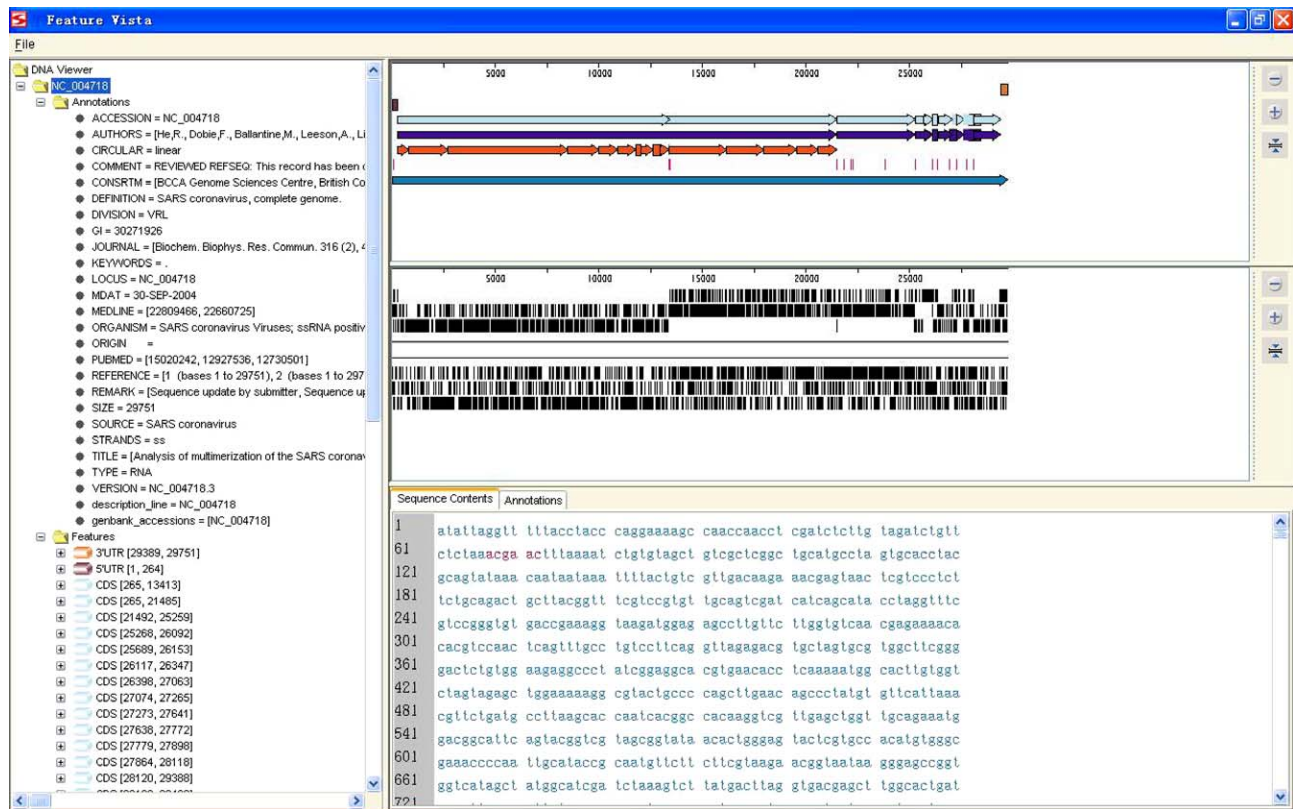 Feature Vista
File
DNA Viewer
NC_004718
Annotations
ACCESSION = NC_004718
AUTHORS = [He,R., Dobie,F., Ballantine,M., Leeson,A., Li
CIRCULAR = linear
COMMENT = REVIEWED REFSEQ: This record has been c
CONSRTM = [BCCA Genome Sciences Centre, British Co
DEFINITION = SARS coronavirus, complete genome.
DIVISION = VRL
GI = 30271926
JOURNAL = [Biochem. Biophys. Res. Commun. 316 (2), 4
KEYWORDS = .
LOCUS = NC_004718
MDAT = 30-SEP-2004
MEDLINE = [22809466, 22660725]
ORGANISM = SARS coronavirus Viruses; ssRNA positiv
ORIGIN =
PUBMED = [15020242, 12927536, 12730501]
REFERENCE = [1 (bases 1 to 29751), 2 (bases 1 to 297
REMARK = [Sequence update by submitter, Sequence up
SIZE = 29751
SOURCE = SARS coronavirus
STRANDS = ss
TITLE = [Analysis of multimerization of the SARS coronav
TYPE = RNA
VERSION = NC_004718.3
description_line = NC_004718
genbank_accessions = [NC_004718]
Features
3'UTR [29389, 29751]
5'UTR [1, 264]
CDS [265, 13413]
CDS [265, 21485]
CDS [21492, 25259]
CDS [25268, 26092]
CDS [25689, 26153]
CDS [26117, 26347]
CDS [26398, 27063]
CDS [27074, 27265]
CDS [27273, 27641]
CDS [27638, 27772]
CDS [27779, 27898]
CDS [27864, 28118]
CDS [28120, 29388]
5000 10000 15000 20000 25000
5000 10000 15000 20000 25000
Sequence Contents Annotations
1 atattaggtt tttacctacc caggaaaagc caaccaacct cgatctcttg tagatctgtt
61 ctctaaacga actttaaaat ctgtgtagct gtcgctcggc tgcatgccta gtgcacctac
121 gcagtataaa caataataaa ttttactgtc gttgacaaga aacgagtaac tcgtccctct
181 tctgcagact gcttacggtt tcgtccgtgt tgcagtcgat catcagcata cctaggtttc
241 gtccgggtgt gaccgaaagg taagatggag agccttgttc ttggtgtcaa cgagaaaaca
301 cacgtccaac tcagtttgcc tgtccttcag gttagagacg tgctagtgcg tggcttcggg
361 gactctgtgg aagaggccct atcggaggca cgtgaacacc tcaaaaatgg cacttgtggt
421 ctagtagagc tggaaaaagg cgtactgccc cagcttgaac agccctatgt gttcattaaa
481 cgttctgatg ccttaagcac caatcacggc cacaaggtcg ttgagctggt tgcagaaatg
541 gacggcattc agtacggtcg tagcggtata acactgggag tactcgtgcc acatgtgggc
601 gaaaccccaa ttgcataccg caatgttctt cttcgtaaga acggtaataa gggagccggt
661 ggtcatagct atggcatcga tctaaagtct tatgacttag gtgacgagct tggcactgat
721